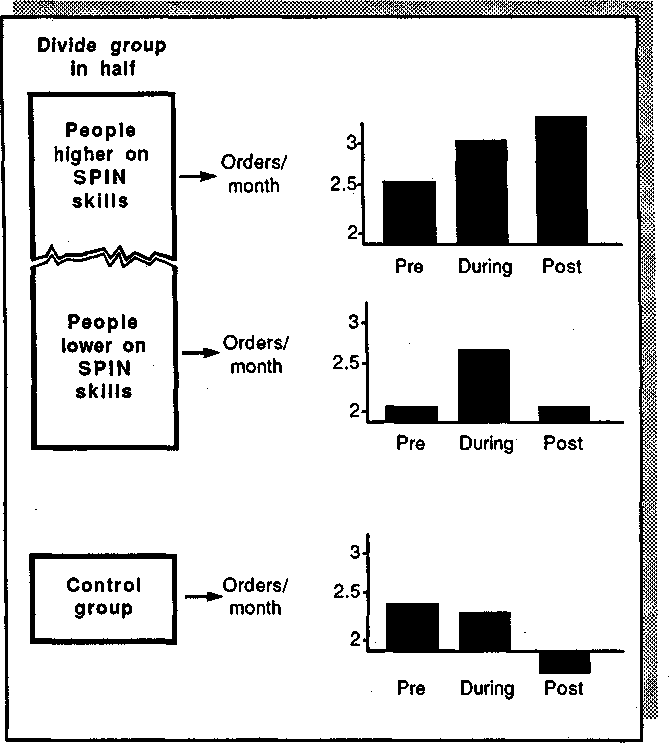 Divide group
in half
People
higher on
SPIN
skills
Orders/
month
3
2.5
2
Pre During Post
People
lower on
SPIN
skills
Orders/
month
3
2.5
2
Pre During Post
Control
group
Orders/
month
3
2.5
2
Pre During Post